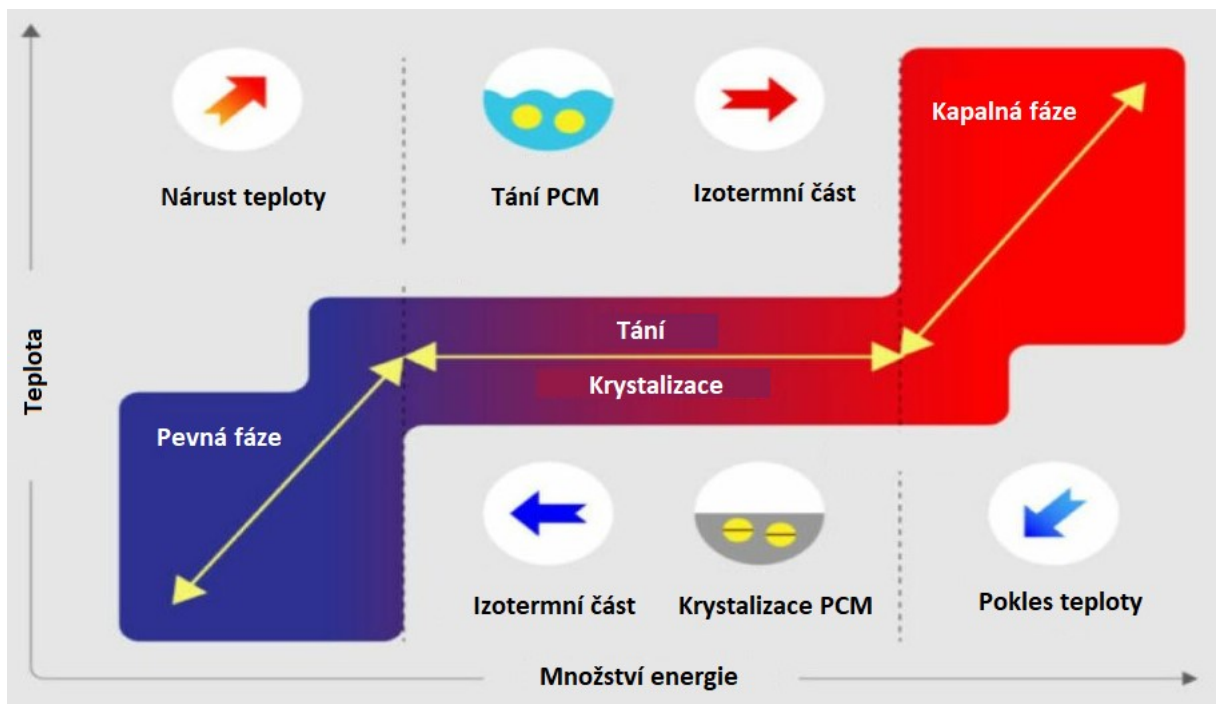 Kapalná fáze
Nárust teploty
Tání PCM
Izotermní část
Tání
Teplota
Krystalizace
Pevná fáze
Izotermní část
Krystalizace PCM
Pokles teploty
Množství energie